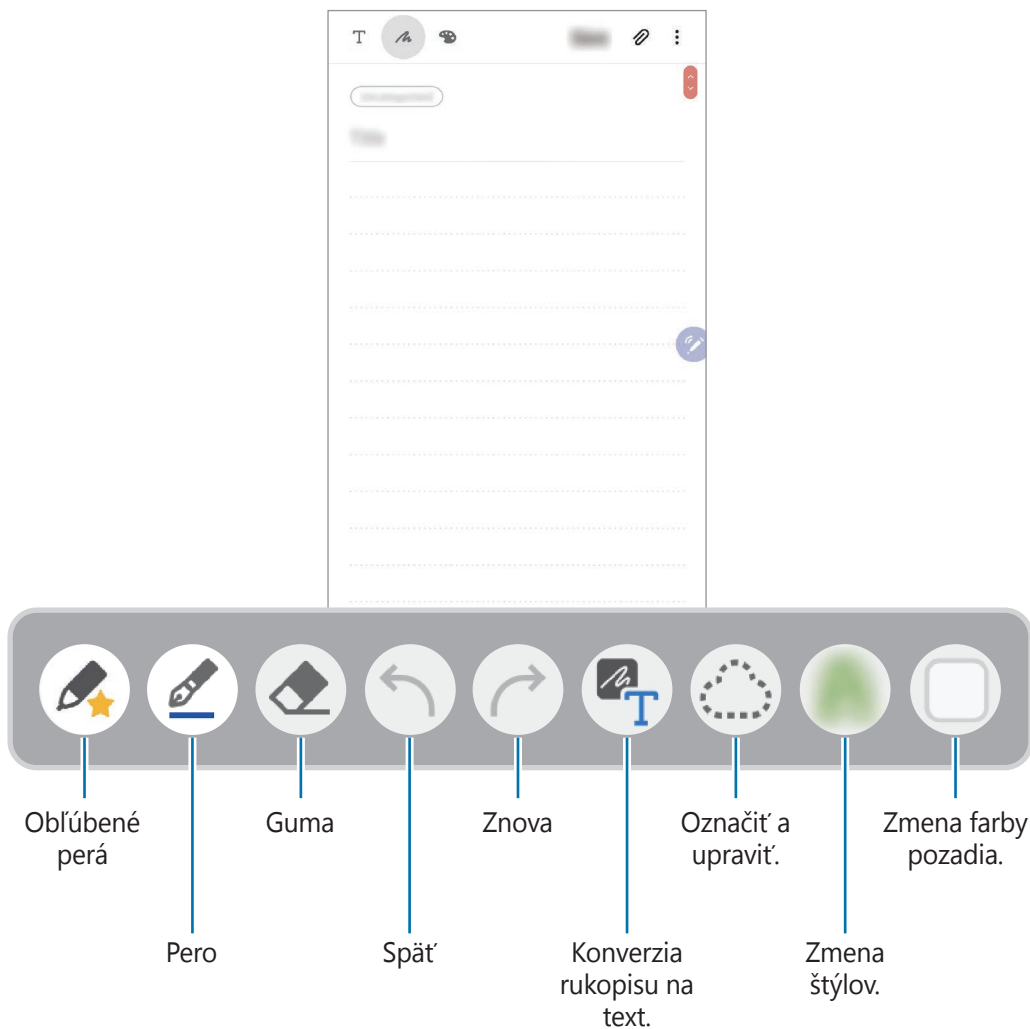 T
T
Obľúbené
perá
Guma
Znova
Označiť a
upraviť.
Zmena farby
pozadia.
Pero
Späť
Konverzia
rukopisu na
text.
Zmena
štýlov.